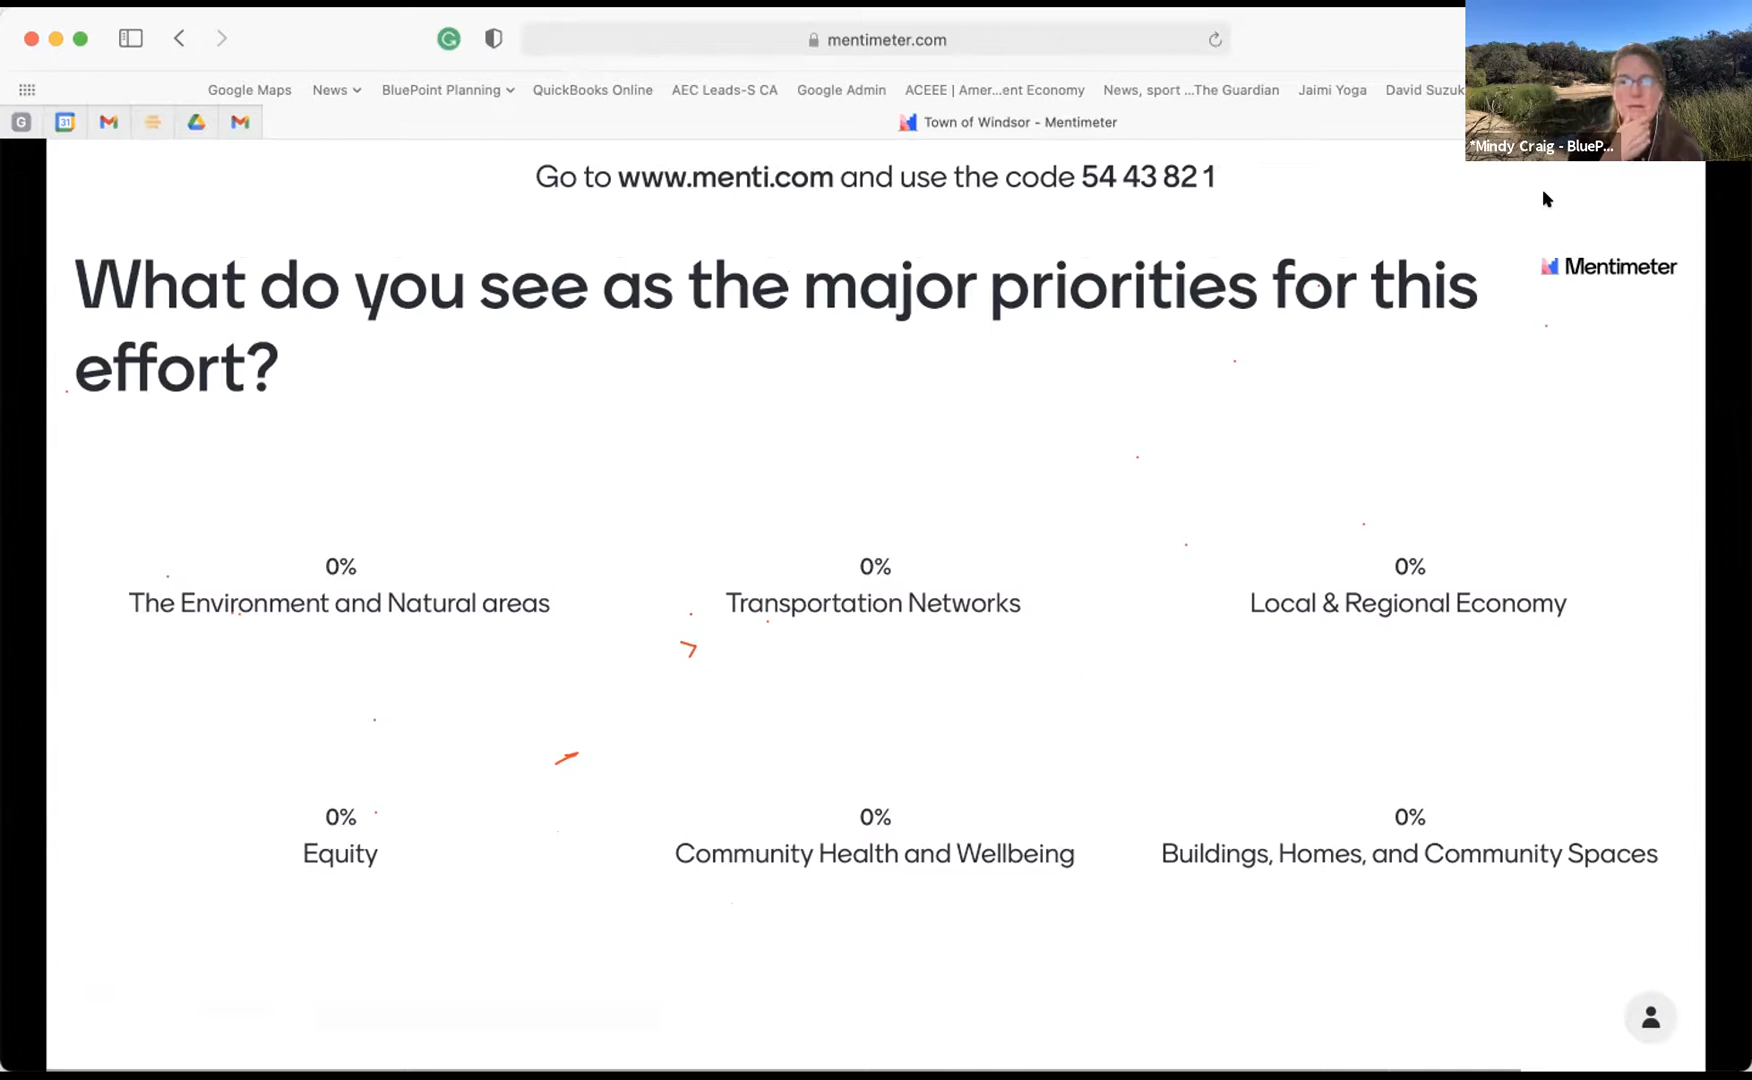 mentimeter.com
Google Maps
News
BluePoint Planning
QuickBooks Online
AEC Leads-S CA
Google Admin
ACEEE | Amer...ent Economy
News, sport ...The Guardian
Jaimi Yoga
David Suzuk
*Mindy Craig - BlueP...
G
31
Town of Windsor - Mentimeter
Go to www.menti.com and use the code 54 43 82 1
Mentimeter
What do you see as the major priorities for this
effort?
0%
The Environment and Natural areas
0%
Transportation Networks
0%
Local & Regional Economy
0%
Equity
0%
Community Health and Wellbeing
0%
Buildings, Homes, and Community Spaces